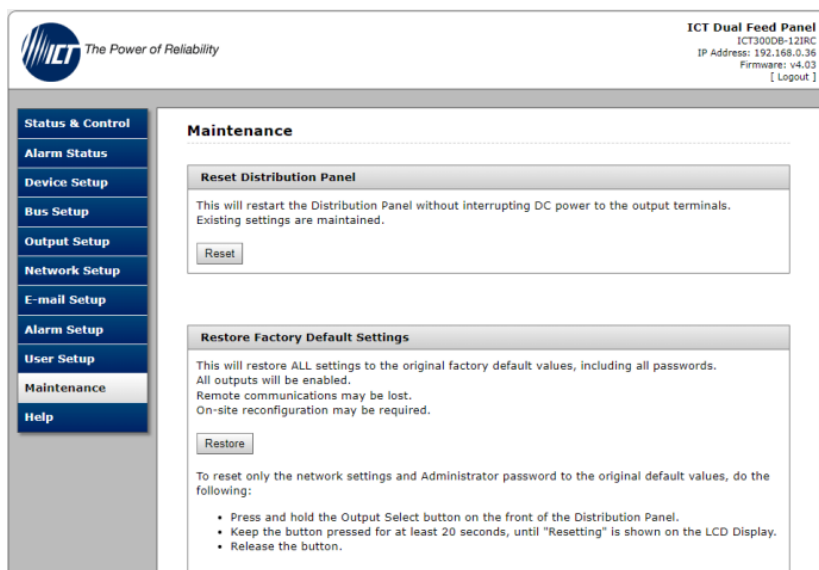 ICT The Power of Reliability
ICT Dual Feed Panel
ICT300DB-12IRC
IP Address: 192.168.0.36
Firmware: v4.03
[ Logout ]
Status & Control
Alarm Status
Device Setup
Bus Setup
Output Setup
Network Setup
E-mail Setup
Alarm Setup
User Setup
Maintenance
Help
Maintenance
Reset Distribution Panel
This will restart the Distribution Panel without interrupting DC power to the output terminals.
Existing settings are maintained.
Reset
Restore Factory Default Settings
This will restore ALL settings to the original factory default values, including all passwords.
All outputs will be enabled.
Remote communications may be lost.
On-site reconfiguration may be required.
Restore
To reset only the network settings and Administrator password to the original default values, do the
following:
• Press and hold the Output Select button on the front of the Distribution Panel.
• Keep the button pressed for at least 20 seconds, until "Resetting" is shown on the LCD Display.
• Release the button.